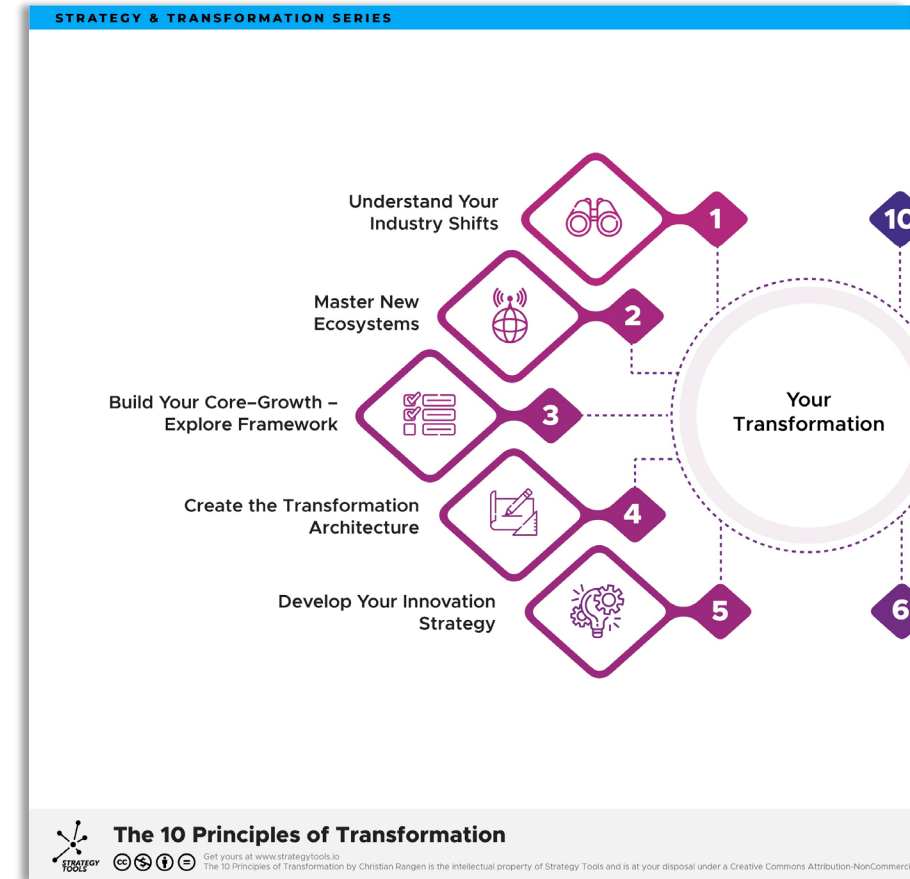 STRATEGY & TRANSFORMATION SERIES
Understand Your
Industry Shifts
1
10
Master New
Ecosystems
2
Build Your Core–Growth –
Explore Framework
3
Your
Transformation
Create the Transformation
Architecture
4
Develop Your Innovation
Strategy
5
6
STRATEGY
TOOLS
The 10 Principles of Transformation
Get yours at www.strategytools.io
The 10 Principles of Transformation by Christian Rangen is the intellectual property of Strategy Tools and is at your disposal under a Creative Commons Attribution-NonCommerci